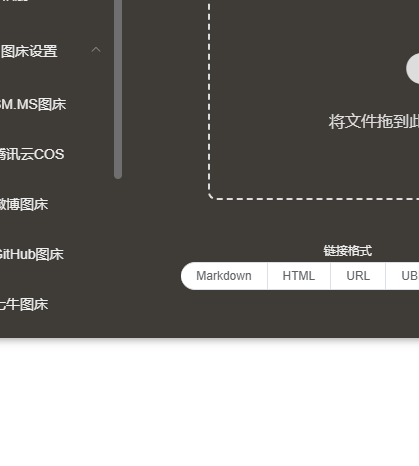 图床设置
SM.MS图床
腾讯云COS
微博图床
GitHub图床
七牛图床
将文件拖到此
链接格式
Markdown
HTML
URL
UB